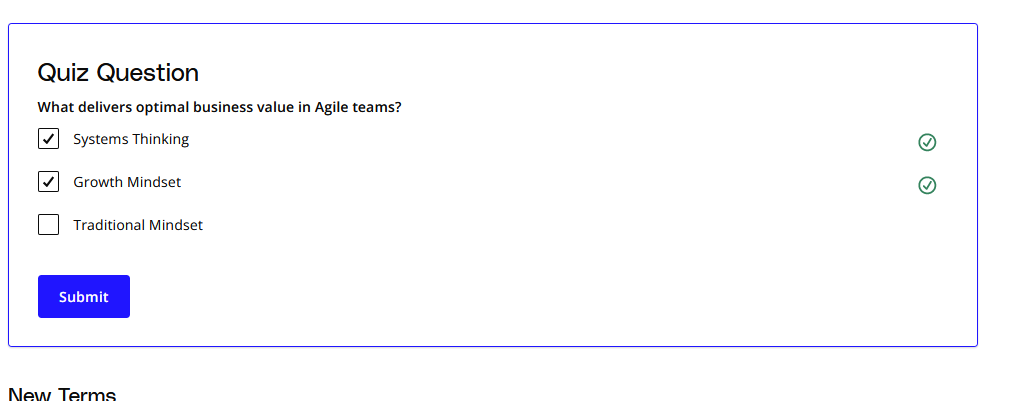 Quiz Question
What delivers optimal business value in Agile teams?
Systems Thinking
Growth Mindset
Traditional Mindset
Submit
New Terms